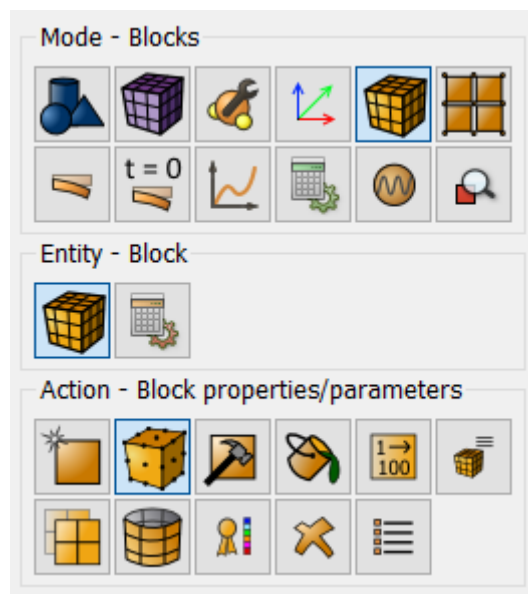 Mode - Blocks
t = 0
Entity - Block
Action - Block properties/parameters
1→
100